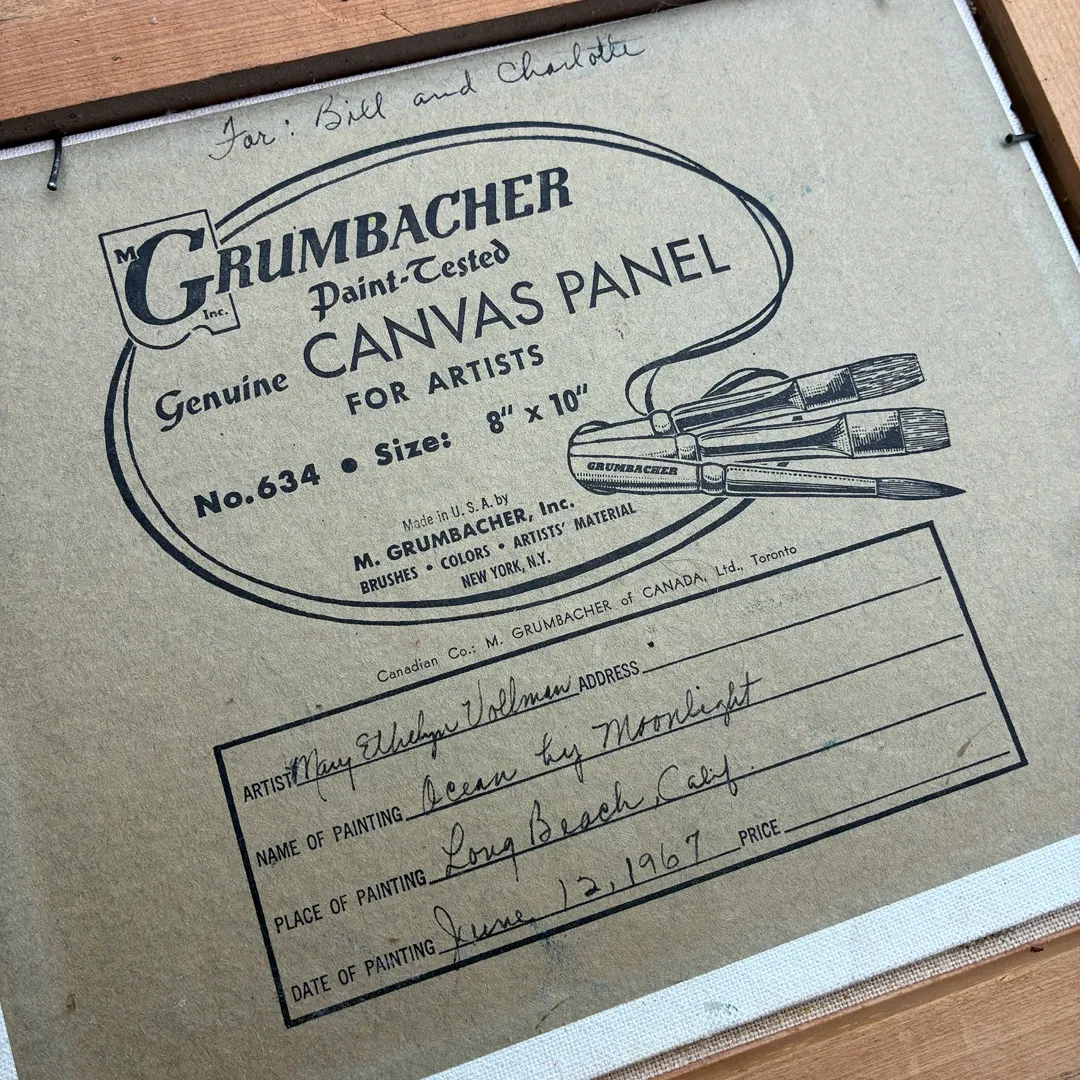 For: Bill and Charlotte
M. GRUMBACHER Inc.
Paint-Tested
Genuine CANVAS PANEL
FOR ARTISTS
No. 634 • Size: 8" x 10"
GRUMBACHER
Made in U.S.A. by
M. GRUMBACHER, Inc.
BRUSHES • COLORS • ARTISTS' MATERIAL
NEW YORK, N.Y.
Canadian Co.: M. GRUMBACHER of CANADA, Ltd., Toronto
ARTIST Mary Ethelyn Vollman ADDRESS
NAME OF PAINTING Ocean by Moonlight
PLACE OF PAINTING Long Beach, Calif.
DATE OF PAINTING June 12, 1967 PRICE